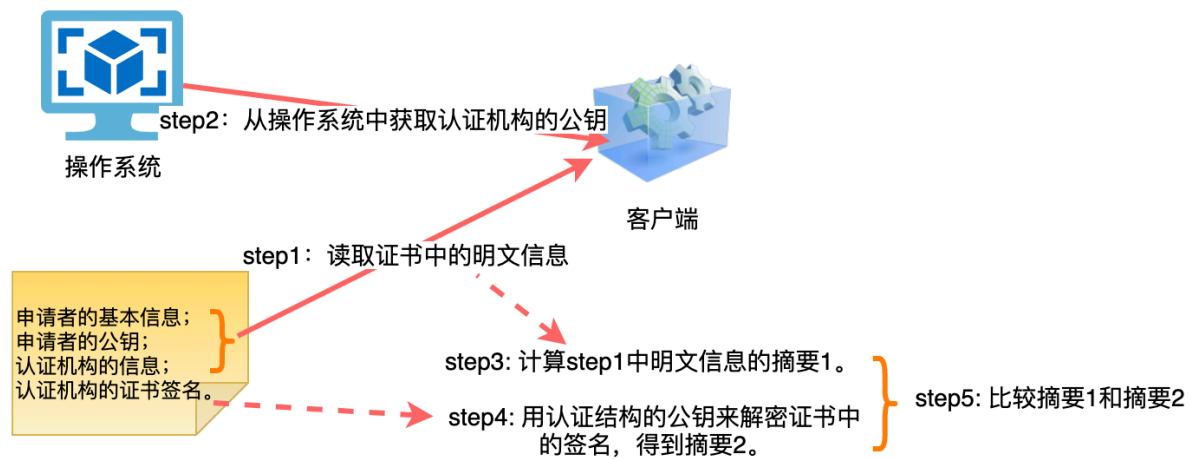 step2：从操作系统中获取认证机构的公钥
操作系统
客户端
step1：读取证书中的明文信息
申请者的基本信息；
申请者的公钥；
认证机构的信息；
认证机构的证书签名。
step3: 计算step1中明文信息的摘要1。
step4: 用认证结构的公钥来解密证书中
的签名，得到摘要2。
step5: 比较摘要1和摘要2